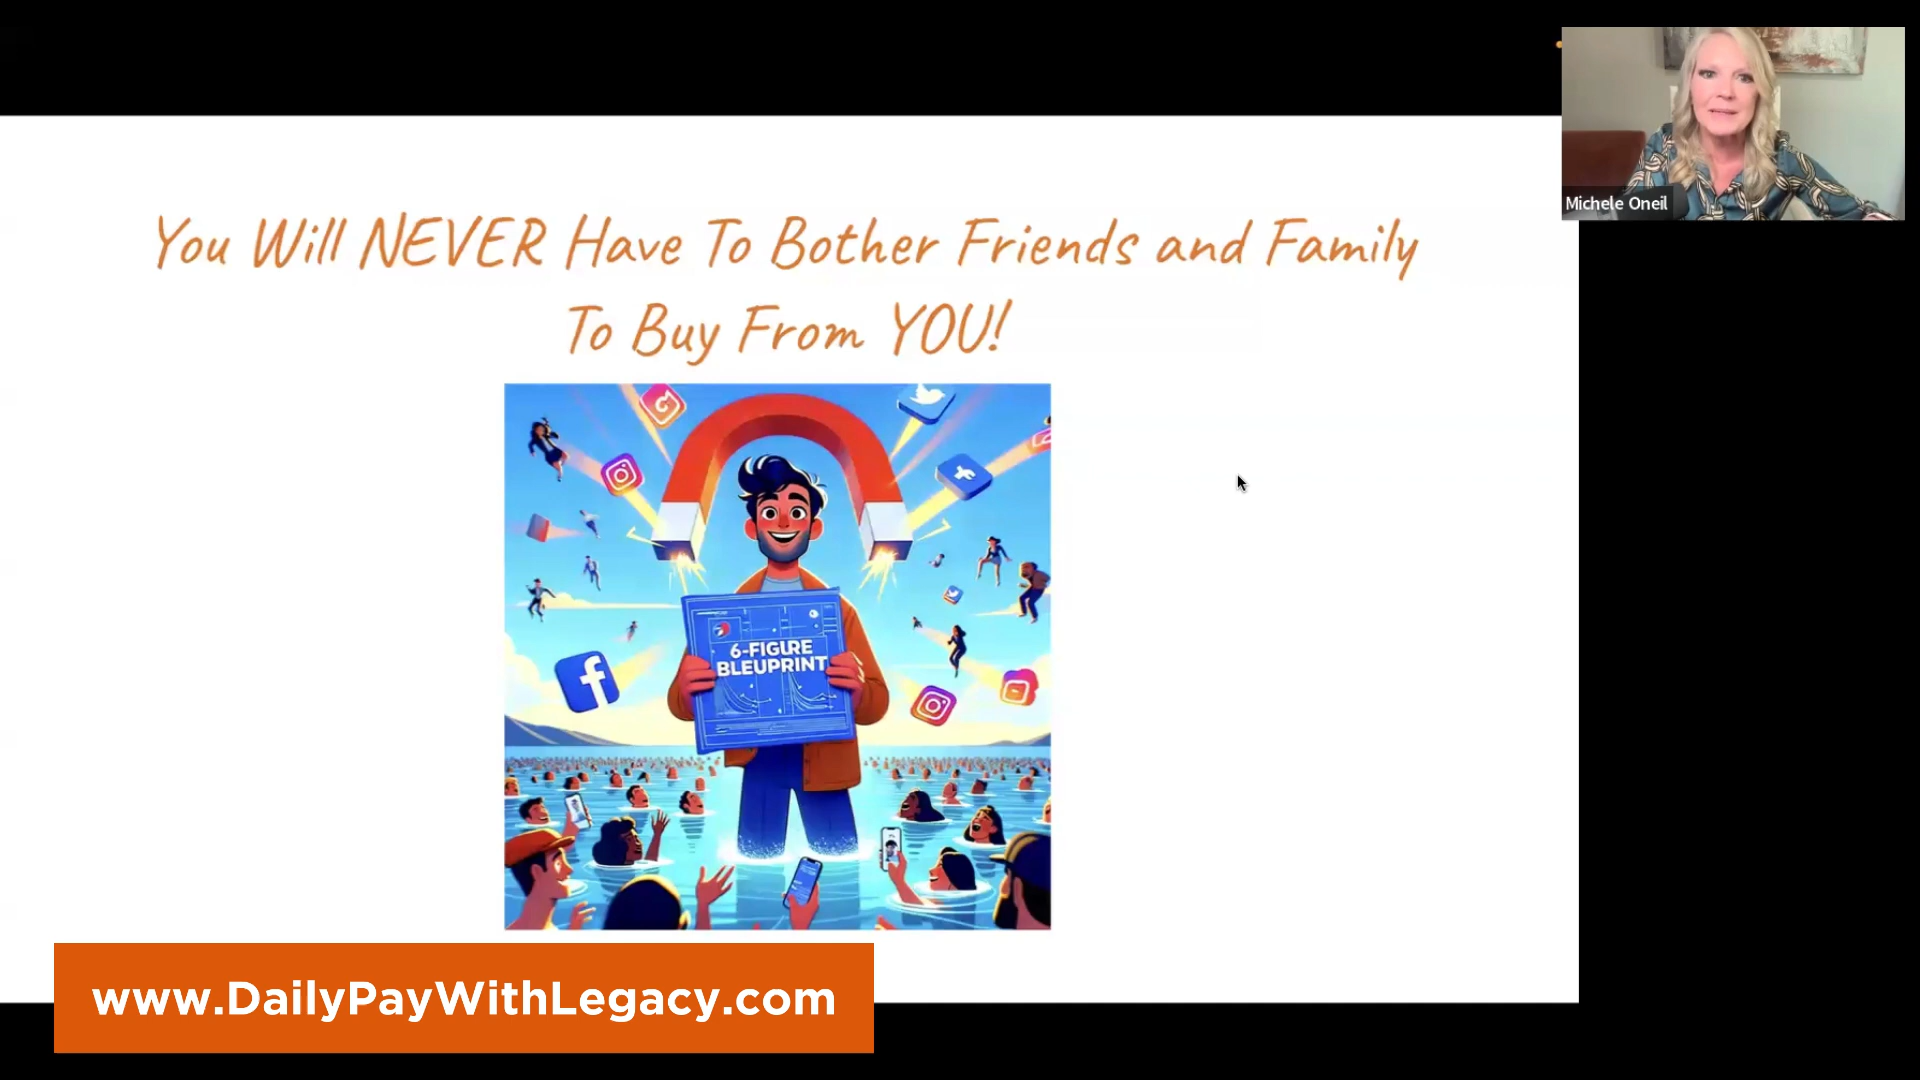 Michele Oneil
You Will NEVER Have To Bother Friends and Family
To Buy From YOU!
6-FIGURE
BLEUPRINT
www.DailyPayWithLegacy.com